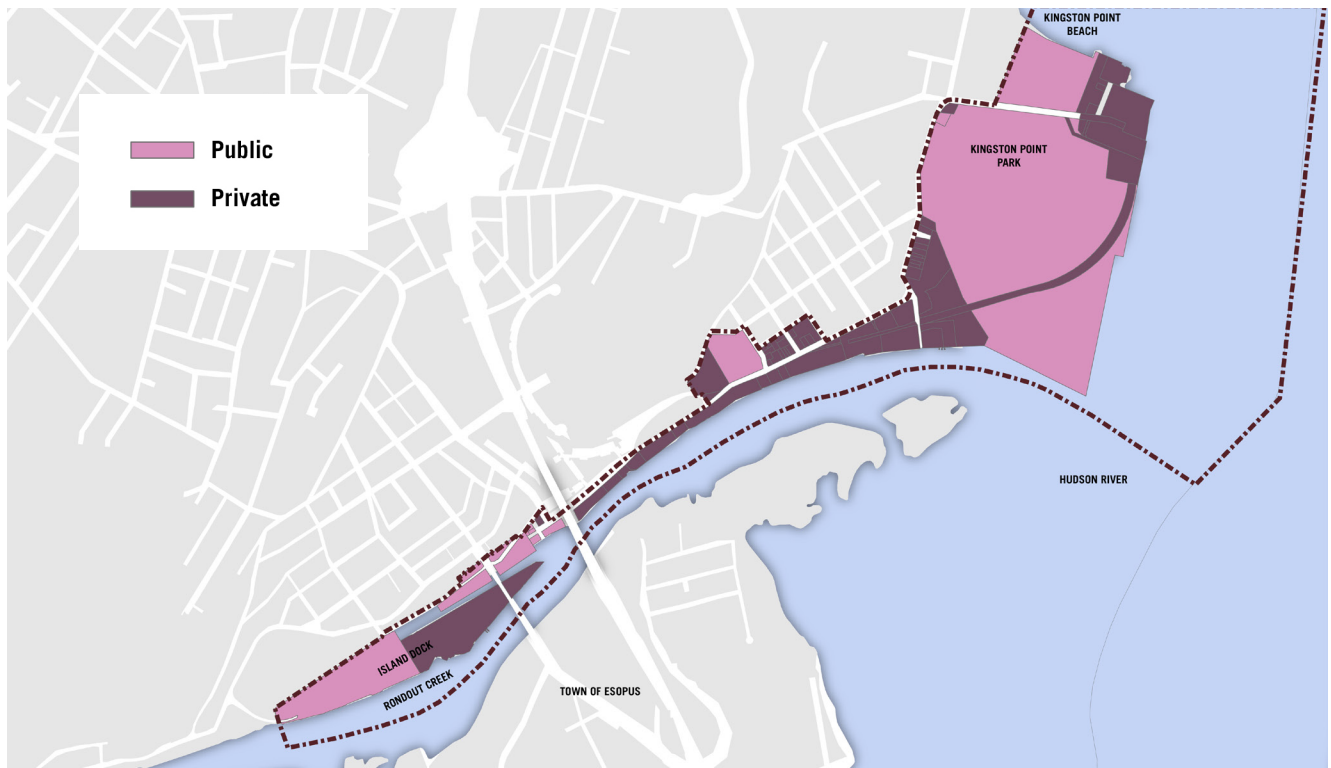 KINGSTON POINT
BEACH
Public
KINGSTON POINT
PARK
Private
HUDSON RIVER
ISLAND DOCK
RONDOUT CREEK
TOWN OF ESOPUS